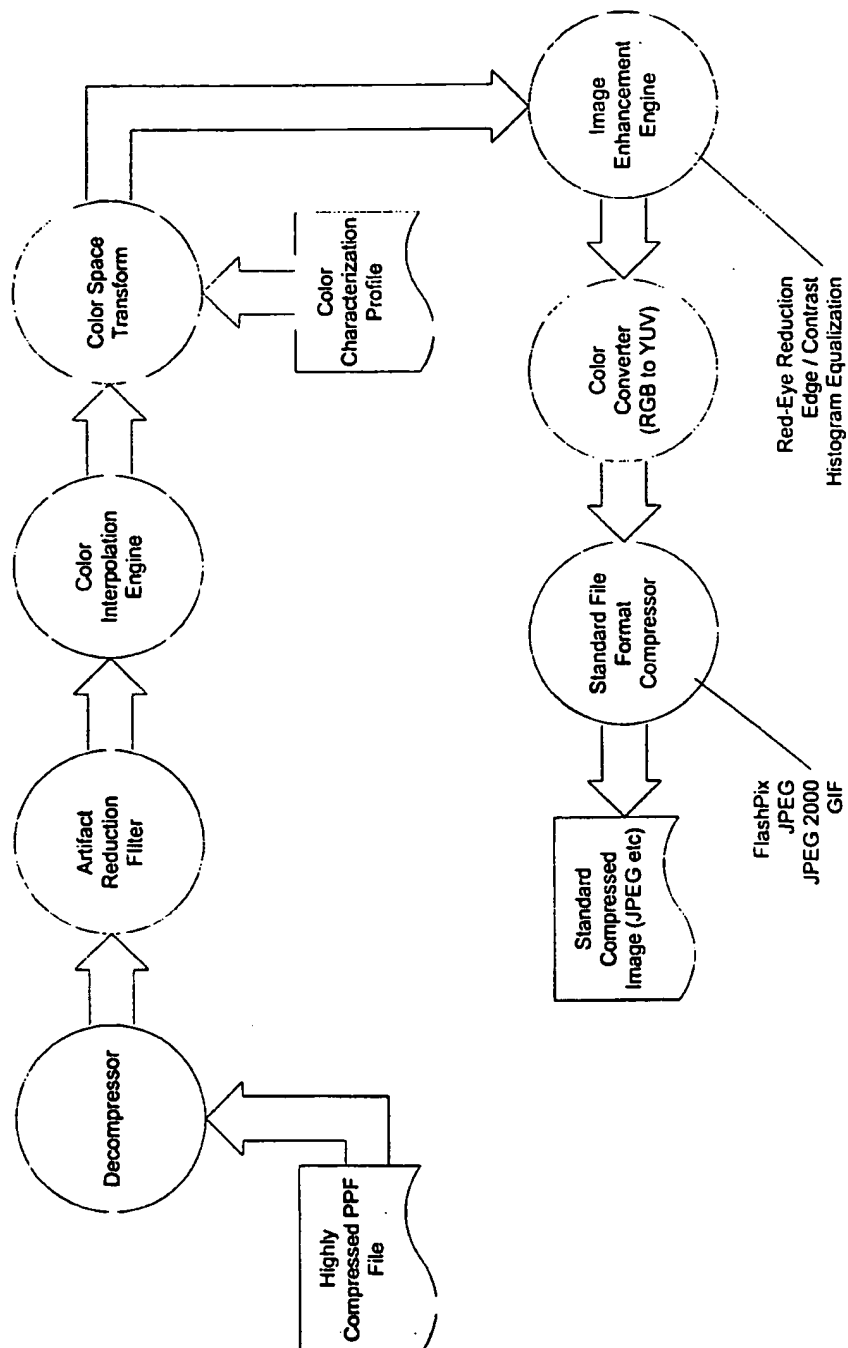 Highly
Compressed PPF
File
Decompressor
Artifact
Reduction
Filter
Color
Interpolation
Engine
Color Space
Transform
Color
Characterization
Profile
Image
Enhancement
Engine
Red-Eye Reduction
Edge / Contrast
Histogram Equalization
Color
Converter
(RGB to YUV)
Standard File
Format
Compressor
FlashPix
JPEG
JPEG 2000
GIF
Standard
Compressed
Image (JPEG etc)